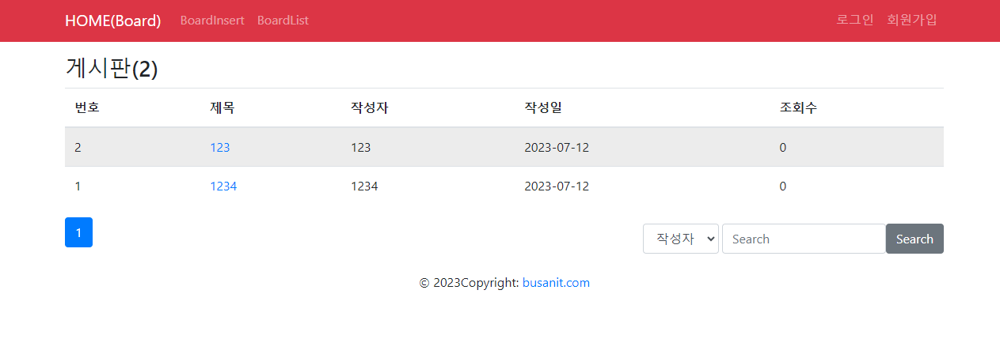 HOME(Board) BoardInsert BoardList 로그인 회원가입
게시판(2)
번호 제목 작성자 작성일 조회수
2 123 123 2023-07-12 0
1 1234 1234 2023-07-12 0
1 작성자 Search Search
© 2023Copyright: busanit.com